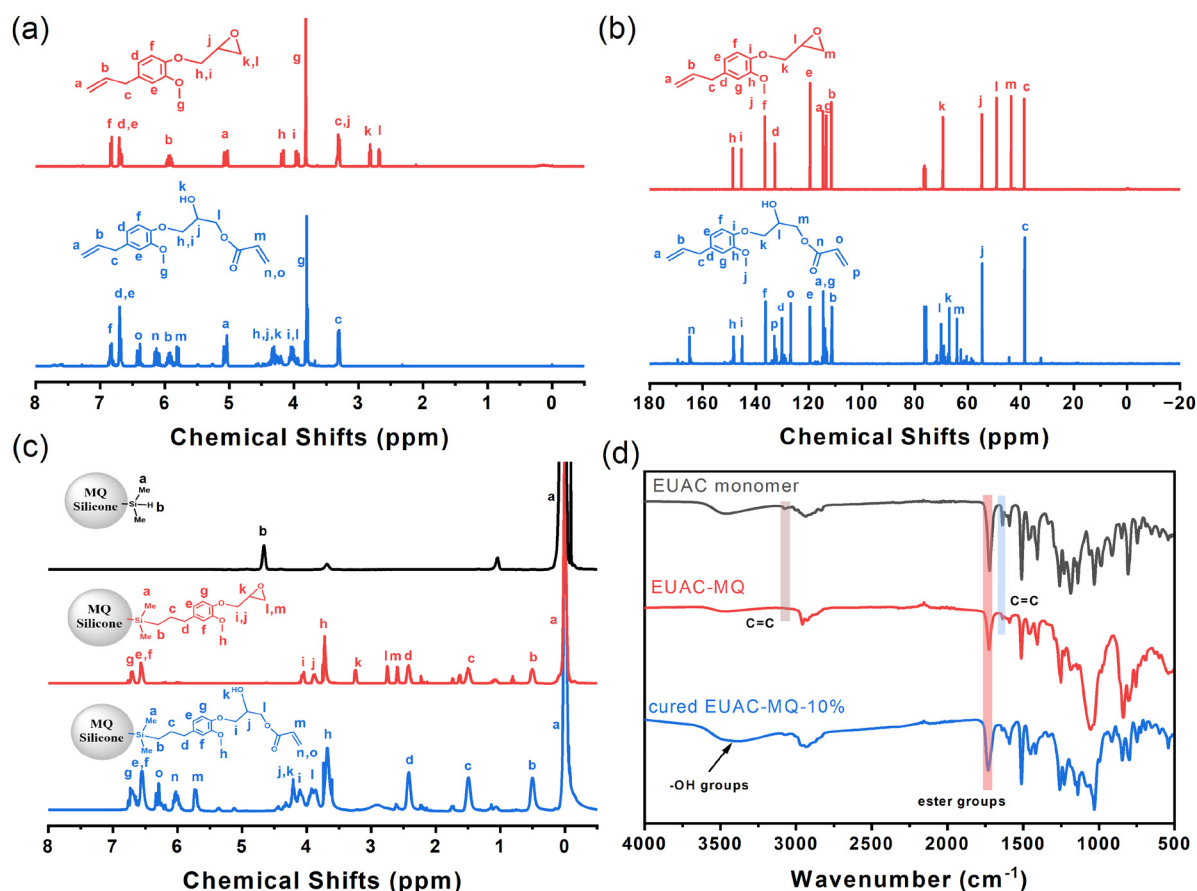 (a)
O
j
f
d
O
k,l
b
h,i
O
a
e
g
c
g
f
d,e
b
a
h
i
c,j
k
l
k
HO
l
f
d
O
j
O
m
b
h,i
a
O
O
e
g
n,o
c
g
f
d,e
o
n
b
m
a
h,j,k
i,l
c
8
7
6
5
4
3
2
1
0
Chemical Shifts (ppm)
(b)
O
l
f
e
i
O
m
b
k
a
d
h
O
c
g
j
h
i
f
d
e
a
g
b
k
j
l
m
c
HO
m
f
e
i
O
l
O
n
o
b
k
a
d
h
O
O
p
c
g
j
n
h
i
f
p
d
o
e
a,g
b
l
k
m
j
c
180
160
140
120
100
80
60
40
20
0
−20
Chemical Shifts (ppm)
(c)
MQ
Silicone
a
Me
Si
H
b
Me
b
a
MQ
Silicone
a
Me
c
e
g
O
k
O
l,m
i,j
Si
Me
b
d
f
O
h
g
e,f
i
j
h
k
l
m
d
c
b
a
MQ
Silicone
a
Me
c
e
g
O
k
HO
l
j
i
O
m
Si
Me
b
d
f
O
h
O
n,o
g
e,f
o
n
m
j,k
i
l
h
d
c
b
a
8
7
6
5
4
3
2
1
0
Chemical Shifts (ppm)
(d)
EUAC monomer
EUAC-MQ
C=C
C=C
cured EUAC-MQ-10%
-OH groups
ester groups
4000
3500
3000
2500
2000
1500
1000
500
Wavenumber (cm⁻¹)